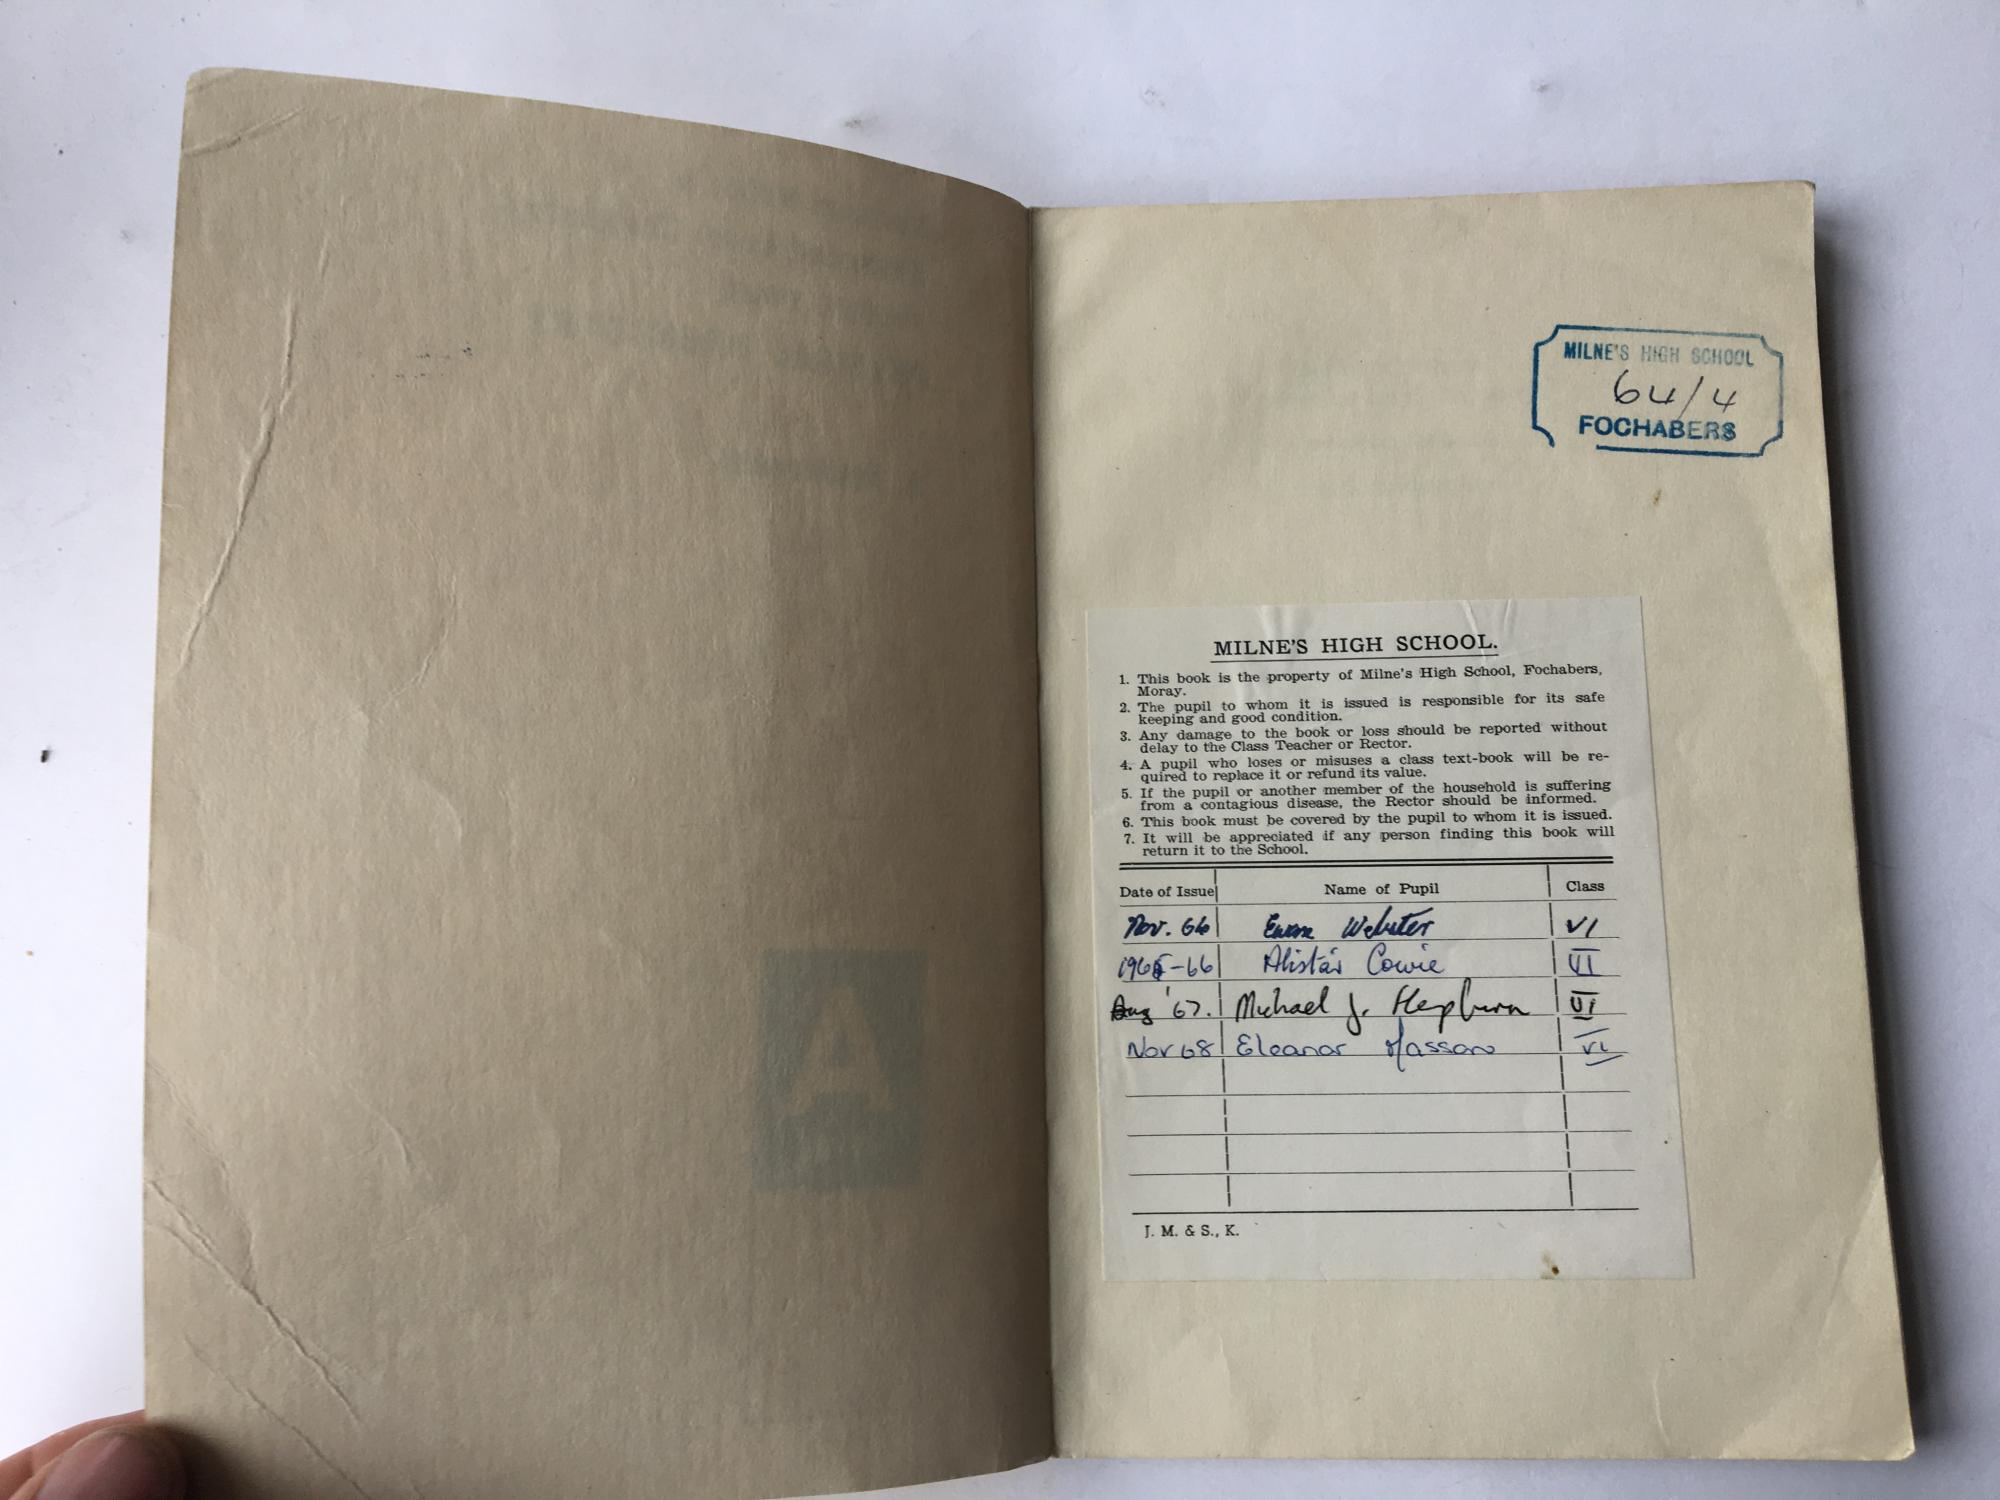 MILNE'S HIGH SCHOOL
64/4
FOCHABERS
MILNE'S HIGH SCHOOL.
1. This book is the property of Milne's High School, Fochabers,
Moray.
2. The pupil to whom it is issued is responsible for its safe
keeping and good condition.
3. Any damage to the book or loss should be reported without
delay to the Class Teacher or Rector.
4. A pupil who loses or misuses a class text-book will be re-
quired to replace it or refund its value.
5. If the pupil or another member of the household is suffering
from a contagious disease, the Rector should be informed.
6. This book must be covered by the pupil to whom it is issued.
7. It will be appreciated if any person finding this book will
return it to the School.
Date of Issue Name of Pupil Class
Nov. 66 Webster VI
1965-66 Alistair Cowie VI
Aug '67. Michael J. Hepburn VI
Nov 68 Eleanor Masson VI
J. M. & S., K.
A